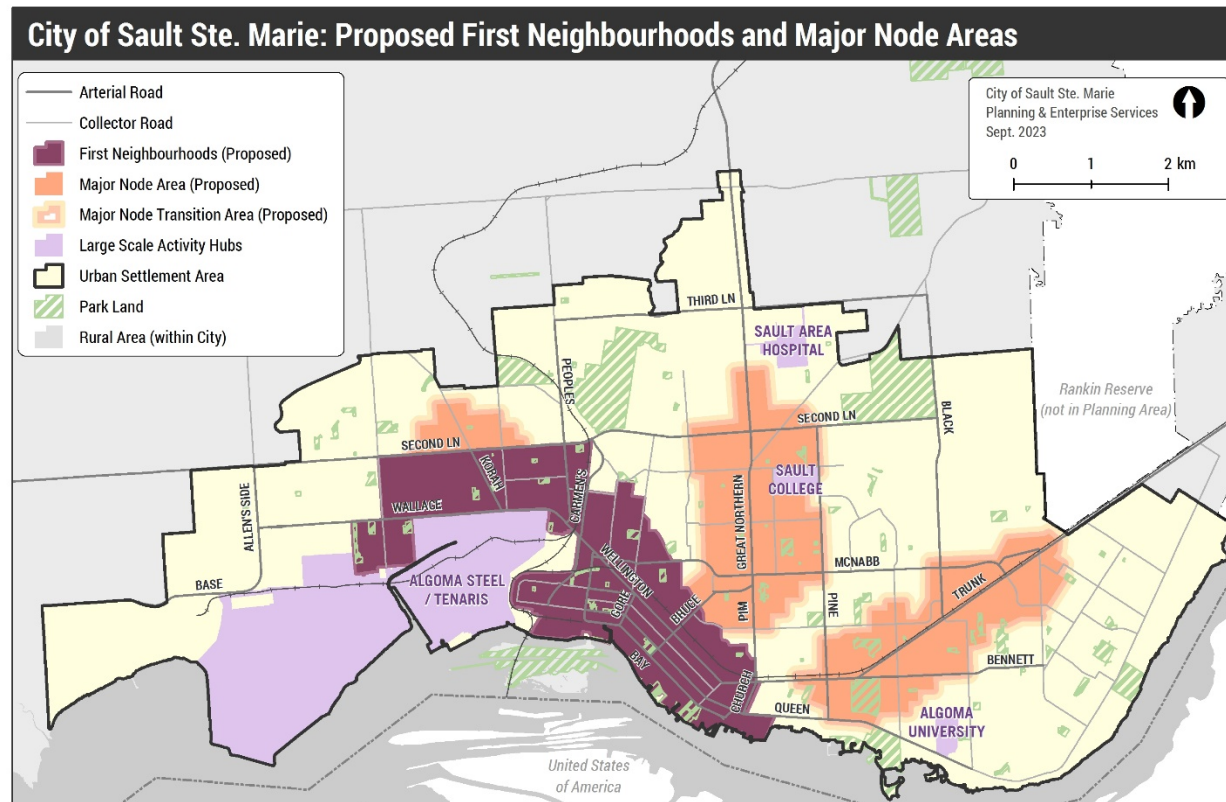 City of Sault Ste. Marie: Proposed First Neighbourhoods and Major Node Areas
Arterial Road
Collector Road
First Neighbourhoods (Proposed)
Major Node Area (Proposed)
Major Node Transition Area (Proposed)
Large Scale Activity Hubs
Urban Settlement Area
Park Land
Rural Area (within City)
City of Sault Ste. Marie
Planning & Enterprise Services
Sept. 2023
0 1 2 km
THIRD LN
SAULT AREA
HOSPITAL
PEOPLES
Rankin Reserve
(not in Planning Area)
SECOND LN
BLACK
SECOND LN
KORAH
SAULT
COLLEGE
CARMEN'S
WALLACE
GREAT NORTHERN
ALLEN'S SIDE
WELLINGTON
MCNABB
BASE
ALGOMA STEEL
/ TENARIS
TRUNK
GORE
BRUCE
PIM
PINE
BAY
BENNETT
CHURCH
QUEEN
ALGOMA
UNIVERSITY
United States
of America